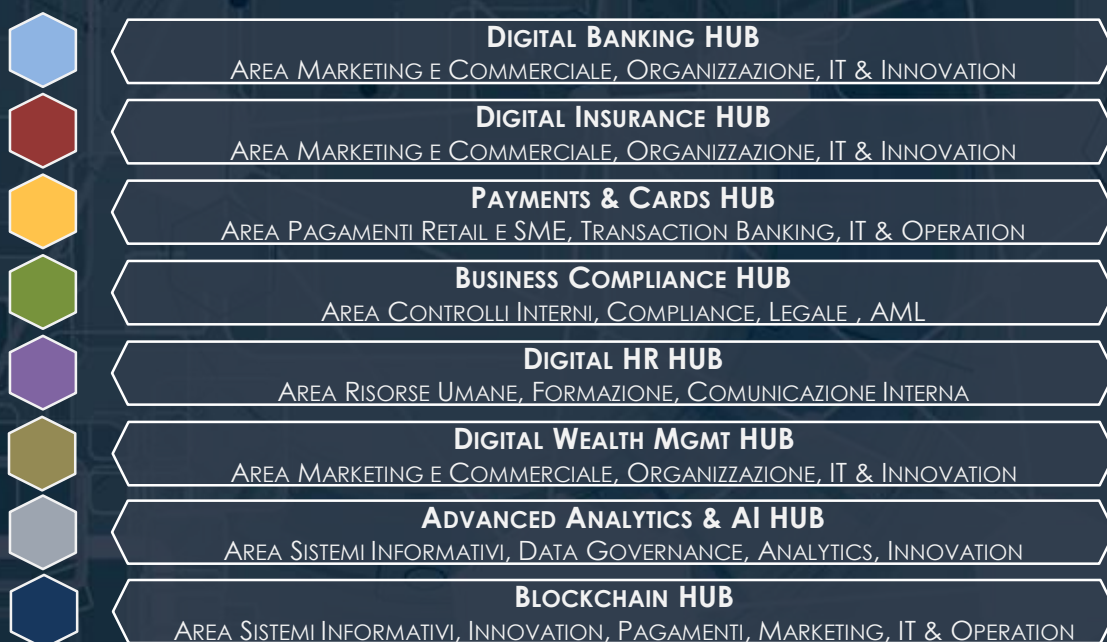 Digital Banking HUB
Area Marketing e Commerciale, Organizzazione, IT & Innovation
Digital Insurance HUB
Area Marketing e Commerciale, Organizzazione, IT & Innovation
Payments & Cards HUB
Area Pagamenti Retail e SME, Transaction Banking, IT & Operation
Business Compliance HUB
Area Controlli Interni, Compliance, Legale , AML
Digital HR HUB
Area Risorse Umane, Formazione, Comunicazione Interna
Digital Wealth Mgmt HUB
Area Marketing e Commerciale, Organizzazione, IT & Innovation
Advanced Analytics & AI HUB
Area Sistemi Informativi, Data Governance, Analytics, Innovation
Blockchain HUB
Area Sistemi Informativi, Innovation, Pagamenti, Marketing, IT & Operation